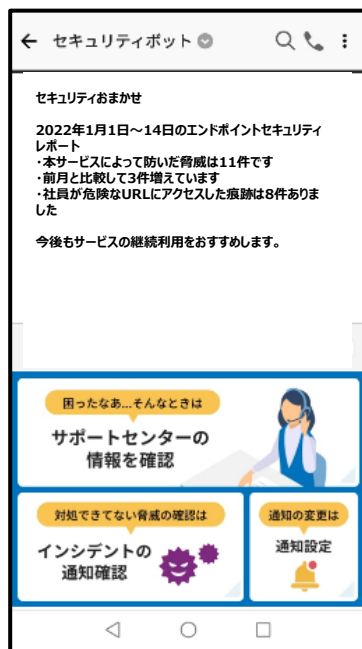 セキュリティボット
セキュリティおまかせ
2022年1月1日～14日のエンドポイントセキュリティ
レポート
・本サービスによって防いだ脅威は11件です
・前月と比較して3件増えています
・社員が危険なURLにアクセスした痕跡は8件ありま
した
今後もサービスの継続利用をおすすめします。
困ったなあ...そんなときは
サポートセンターの
情報を確認
対処できてない脅威の確認は
インシデントの
通知確認
通知の変更は
通知設定